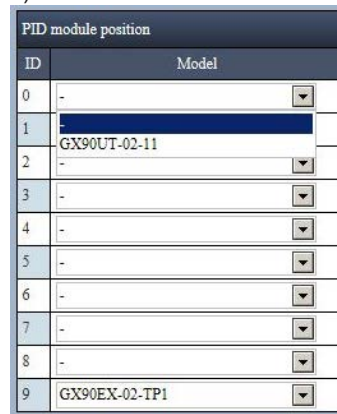 PID module position
ID Model
0 -
1 -
GX90UT-02-11
2 -
3 -
4 -
5 -
6 -
7 -
8 -
9 GX90EX-02-TP1